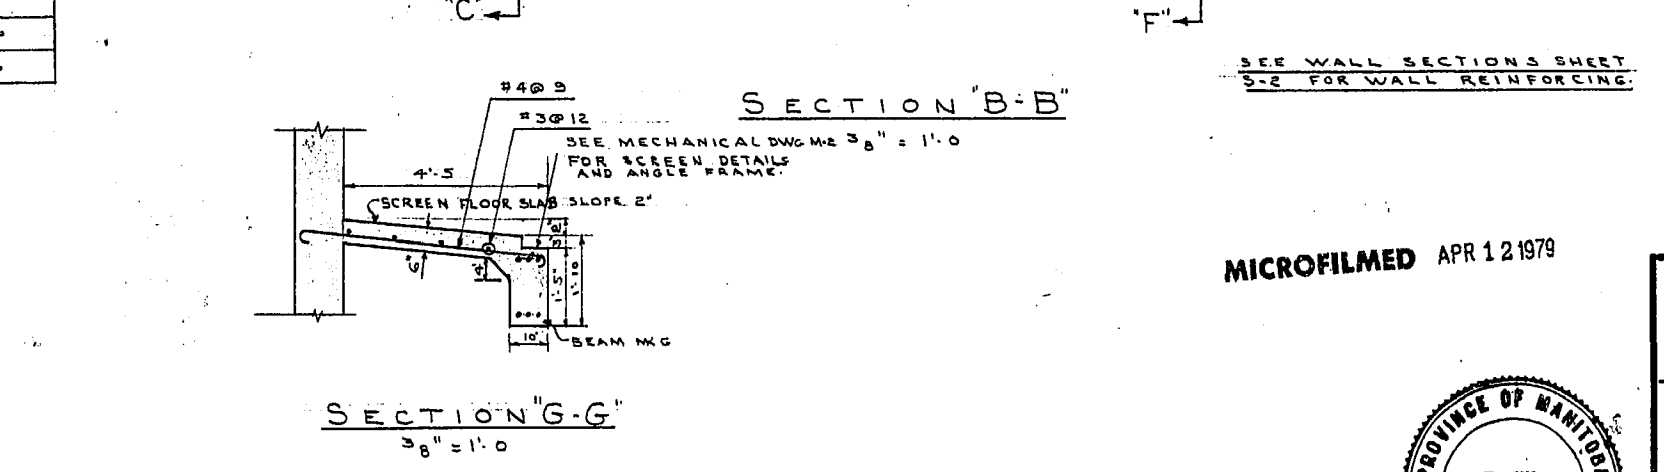 "C"
"F"
SEE WALL SECTIONS SHEET
S-2 FOR WALL REINFORCING.
#4@ 9
SECTION "B-B"
3/8" = 1'-0
#3@ 12
SEE MECHANICAL DWG M-2
FOR SCREEN DETAILS
AND ANGLE FRAME.
4'-5
SCREEN FLOOR SLAB SLOPE 2"
6"
4"
1'-5"
1'-10
10"
BEAM MK G
MICROFILMED APR 12 1979
SECTION "G-G"
3/8" = 1'-0
PROVINCE OF MANITOBA